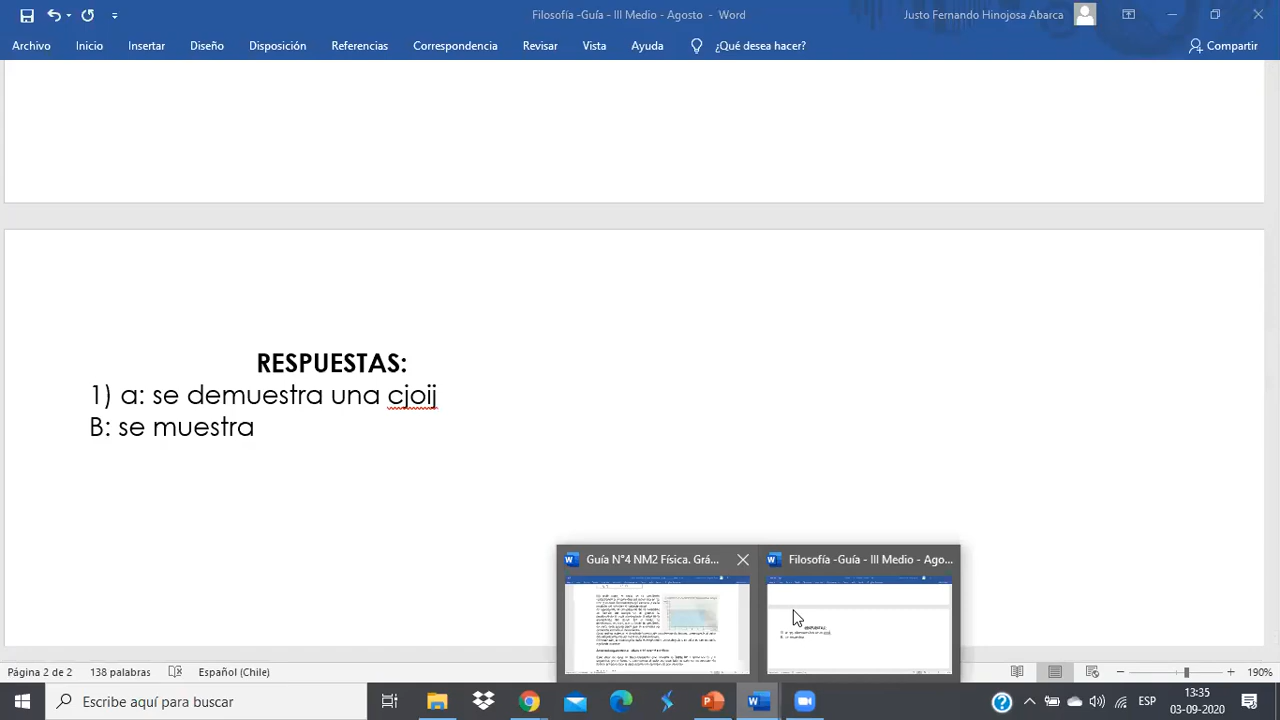 Filosofía -Guía - III Medio - Agosto - Word
Justo Fernando Hinojosa Abarca
Archivo Inicio Insertar Diseño Disposición Referencias Correspondencia Revisar Vista Ayuda ¿Qué desea hacer? Compartir
RESPUESTAS:
1) a: se demuestra una cjoij
B: se muestra
Guía N°4 NM2 Física. Grá...
Filosofía -Guía - III Medio - Ago...
Página 2 de 2 138 palabras Español (Chile) 190%
Escribe aquí para buscar
ESP
13:35
03-09-2020